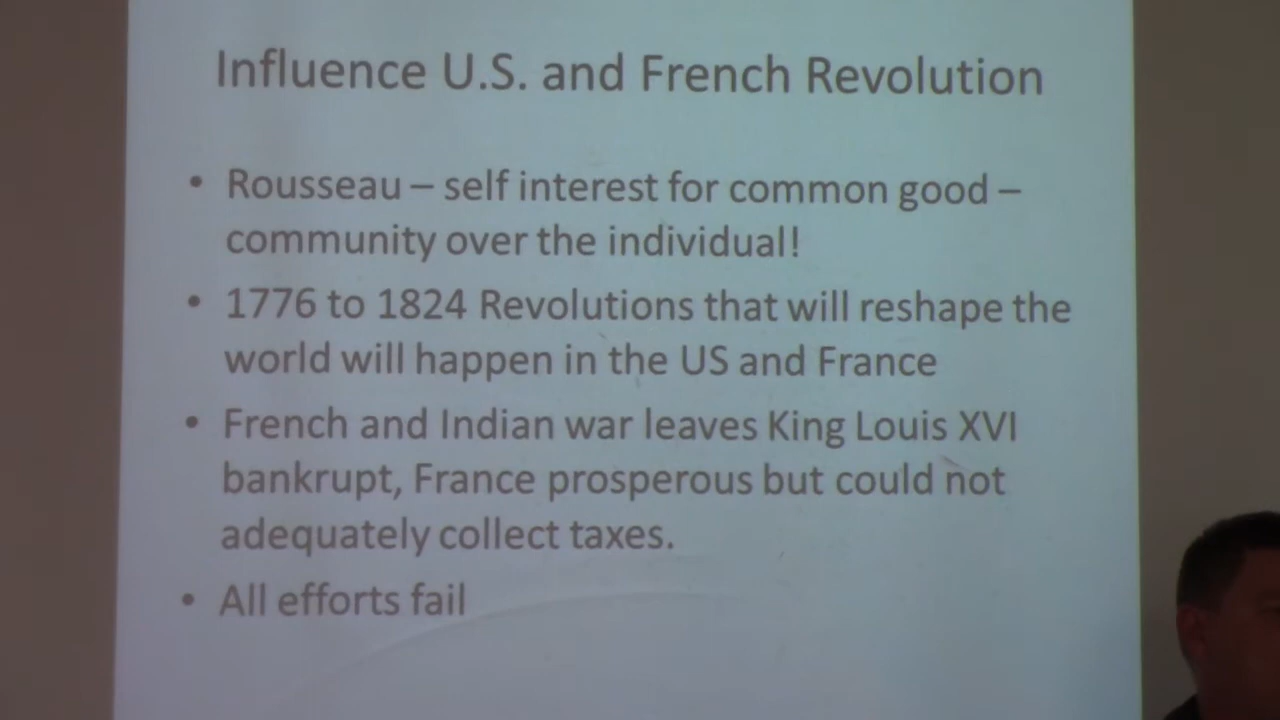 Influence U.S. and French Revolution
• Rousseau – self interest for common good –
community over the individual!
• 1776 to 1824 Revolutions that will reshape the
world will happen in the US and France
• French and Indian war leaves King Louis XVI
bankrupt, France prosperous but could not
adequately collect taxes.
• All efforts fail